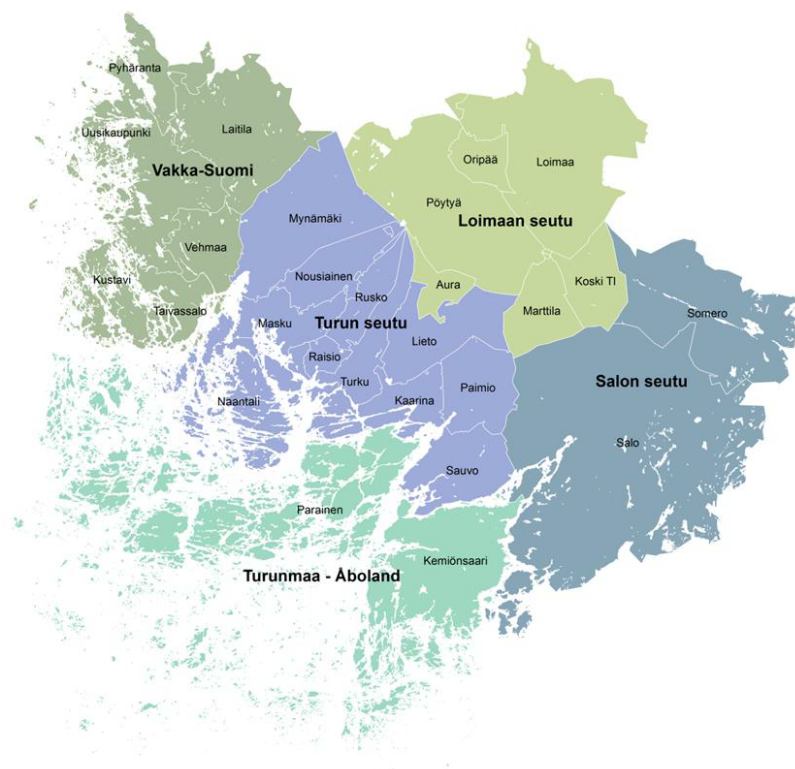 Pyhäranta
Uusikaupunki
Laitila
Vakka-Suomi
Vehmaa
Kustavi
Taivassalo
Oripää
Loimaa
Pöytyä
Loimaan seutu
Aura
Marttila
Koski Tl
Mynämäki
Nousiainen
Rusko
Masku
Turun seutu
Lieto
Raisio
Turku
Naantali
Kaarina
Paimio
Sauvo
Somero
Salon seutu
Salo
Parainen
Kemiönsaari
Turunmaa - Åboland